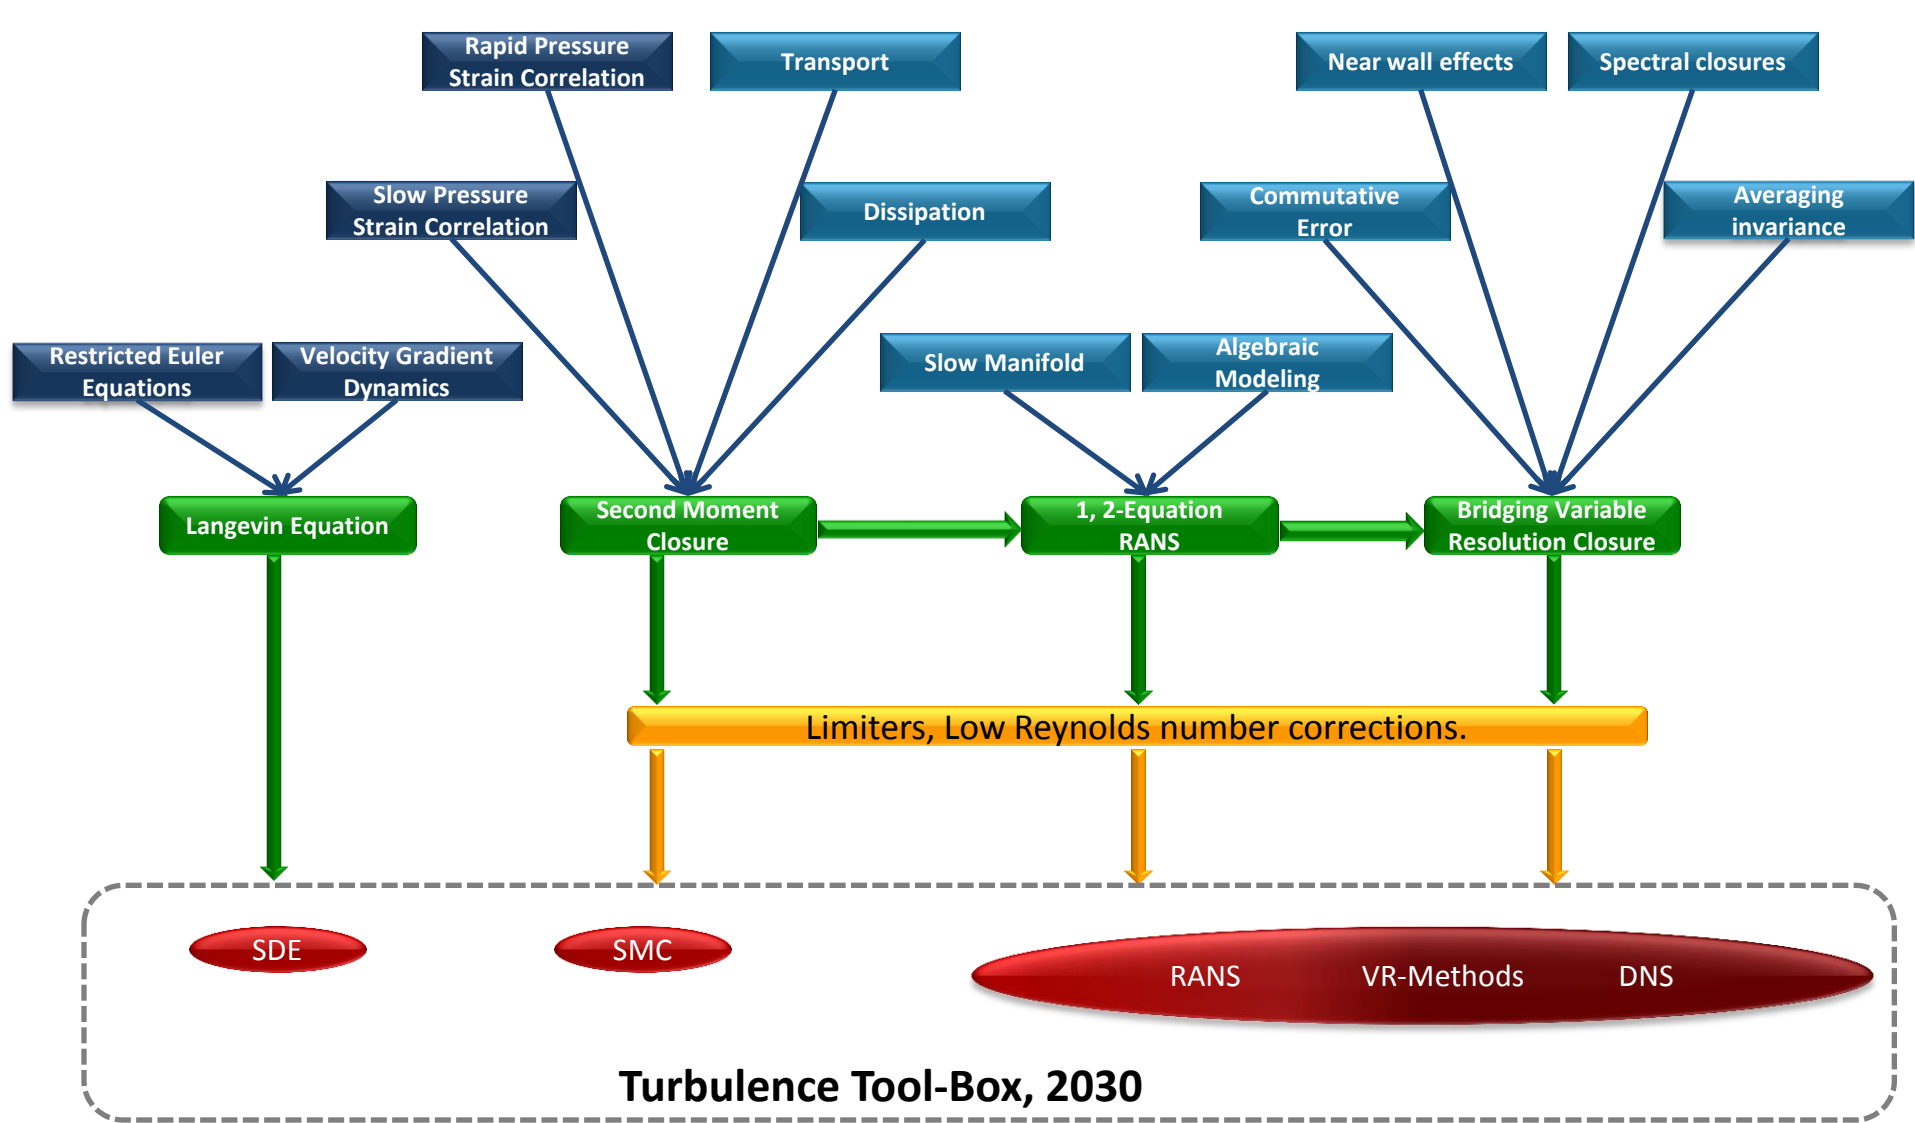 Rapid Pressure
Strain Correlation
Transport
Near wall effects
Spectral closures
Slow Pressure
Strain Correlation
Dissipation
Commutative
Error
Averaging
invariance
Restricted Euler
Equations
Velocity Gradient
Dynamics
Slow Manifold
Algebraic
Modeling
Langevin Equation
Second Moment
Closure
1, 2-Equation
RANS
Bridging Variable
Resolution Closure
Limiters, Low Reynolds number corrections.
SDE
SMC
RANS
VR-Methods
DNS
Turbulence Tool-Box, 2030